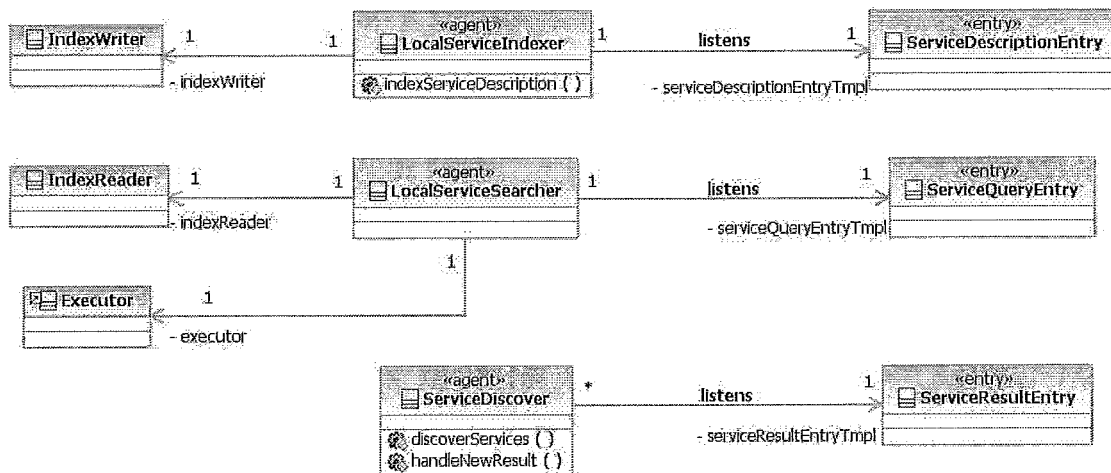 «agent»
«entry»
IndexWriter
1
1
LocalServiceIndexer
1
listens
1
ServiceDescriptionEntry
- indexWriter
indexServiceDescription ( )
- serviceDescriptionEntryTmpl
«agent»
«entry»
IndexReader
1
1
LocalServiceSearcher
1
listens
1
ServiceQueryEntry
- indexReader
- serviceQueryEntryTmpl
1
Executor
1
- executor
«agent»
«entry»
ServiceDiscover
*
listens
1
ServiceResultEntry
discoverServices ( )
- serviceResultEntryTmpl
handleNewResult ( )